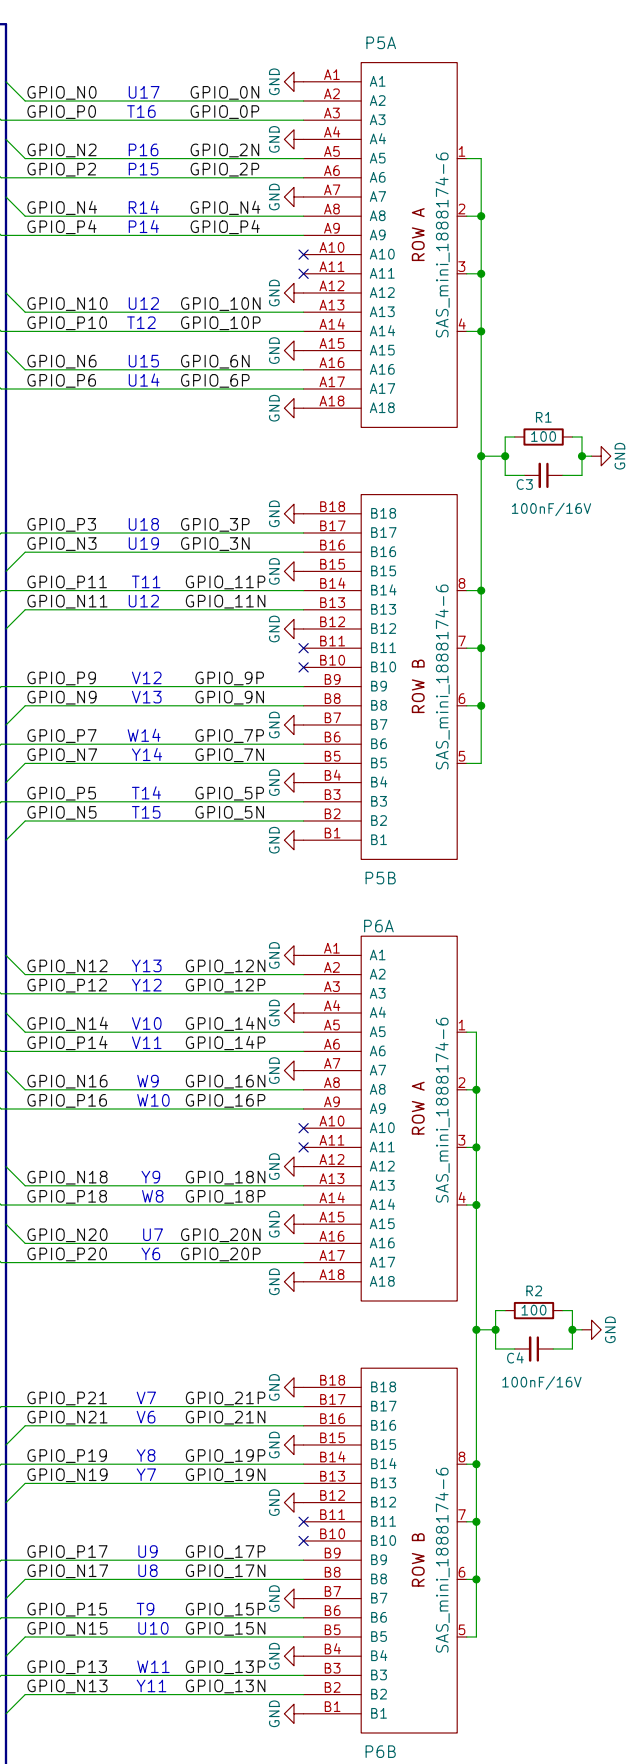 P5A
GND A1 A1
GPIO_N0 U17 GPIO_0N A2 A2
GPIO_P0 T16 GPIO_0P A3 A3
GND A4 A4
GPIO_N2 P16 GPIO_2N A5 A5 1
GPIO_P2 P15 GPIO_2P A6 A6
GND A7 A7
GPIO_N4 R14 GPIO_N4 A8 A8 2
GPIO_P4 P14 GPIO_P4 A9 A9
A10 A10
A11 A11 3
GND A12 A12
GPIO_N10 U12 GPIO_10N A13 A13
GPIO_P10 T12 GPIO_10P A14 A14 4
GND A15 A15
GPIO_N6 U15 GPIO_6N A16 A16
GPIO_P6 U14 GPIO_6P A17 A17
GND A18 A18
ROW A
SAS_mini_1888174-6
R1
100
GND
C3
100nF/16V
GND B18 B18
GPIO_P3 U18 GPIO_3P B17 B17
GPIO_N3 U19 GPIO_3N B16 B16
GND B15 B15
GPIO_P11 T11 GPIO_11P B14 B14 8
GPIO_N11 U12 GPIO_11N B13 B13
GND B12 B12
B11 B11 7
B10 B10
GPIO_P9 V12 GPIO_9P B9 B9
GPIO_N9 V13 GPIO_9N B8 B8 6
GND B7 B7
GPIO_P7 W14 GPIO_7P B6 B6
GPIO_N7 Y14 GPIO_7N B5 B5 5
GND B4 B4
GPIO_P5 T14 GPIO_5P B3 B3
GPIO_N5 T15 GPIO_5N B2 B2
GND B1 B1
ROW B
SAS_mini_1888174-6
P5B
P6A
GND A1 A1
GPIO_N12 Y13 GPIO_12N A2 A2
GPIO_P12 Y12 GPIO_12P A3 A3
GND A4 A4
GPIO_N14 V10 GPIO_14N A5 A5 1
GPIO_P14 V11 GPIO_14P A6 A6
GND A7 A7
GPIO_N16 W9 GPIO_16N A8 A8 2
GPIO_P16 W10 GPIO_16P A9 A9
A10 A10
A11 A11 3
GND A12 A12
GPIO_N18 Y9 GPIO_18N A13 A13
GPIO_P18 W8 GPIO_18P A14 A14 4
GND A15 A15
GPIO_N20 U7 GPIO_20N A16 A16
GPIO_P20 Y6 GPIO_20P A17 A17
GND A18 A18
ROW A
SAS_mini_1888174-6
R2
100
GND
C4
100nF/16V
GND B18 B18
GPIO_P21 V7 GPIO_21P B17 B17
GPIO_N21 V6 GPIO_21N B16 B16
GND B15 B15
GPIO_P19 Y8 GPIO_19P B14 B14 8
GPIO_N19 Y7 GPIO_19N B13 B13
GND B12 B12
B11 B11 7
B10 B10
GPIO_P17 U9 GPIO_17P B9 B9
GPIO_N17 U8 GPIO_17N B8 B8 6
GND B7 B7
GPIO_P15 T9 GPIO_15P B6 B6
GPIO_N15 U10 GPIO_15N B5 B5 5
GND B4 B4
GPIO_P13 W11 GPIO_13P B3 B3
GPIO_N13 Y11 GPIO_13N B2 B2
GND B1 B1
ROW B
SAS_mini_1888174-6
P6B